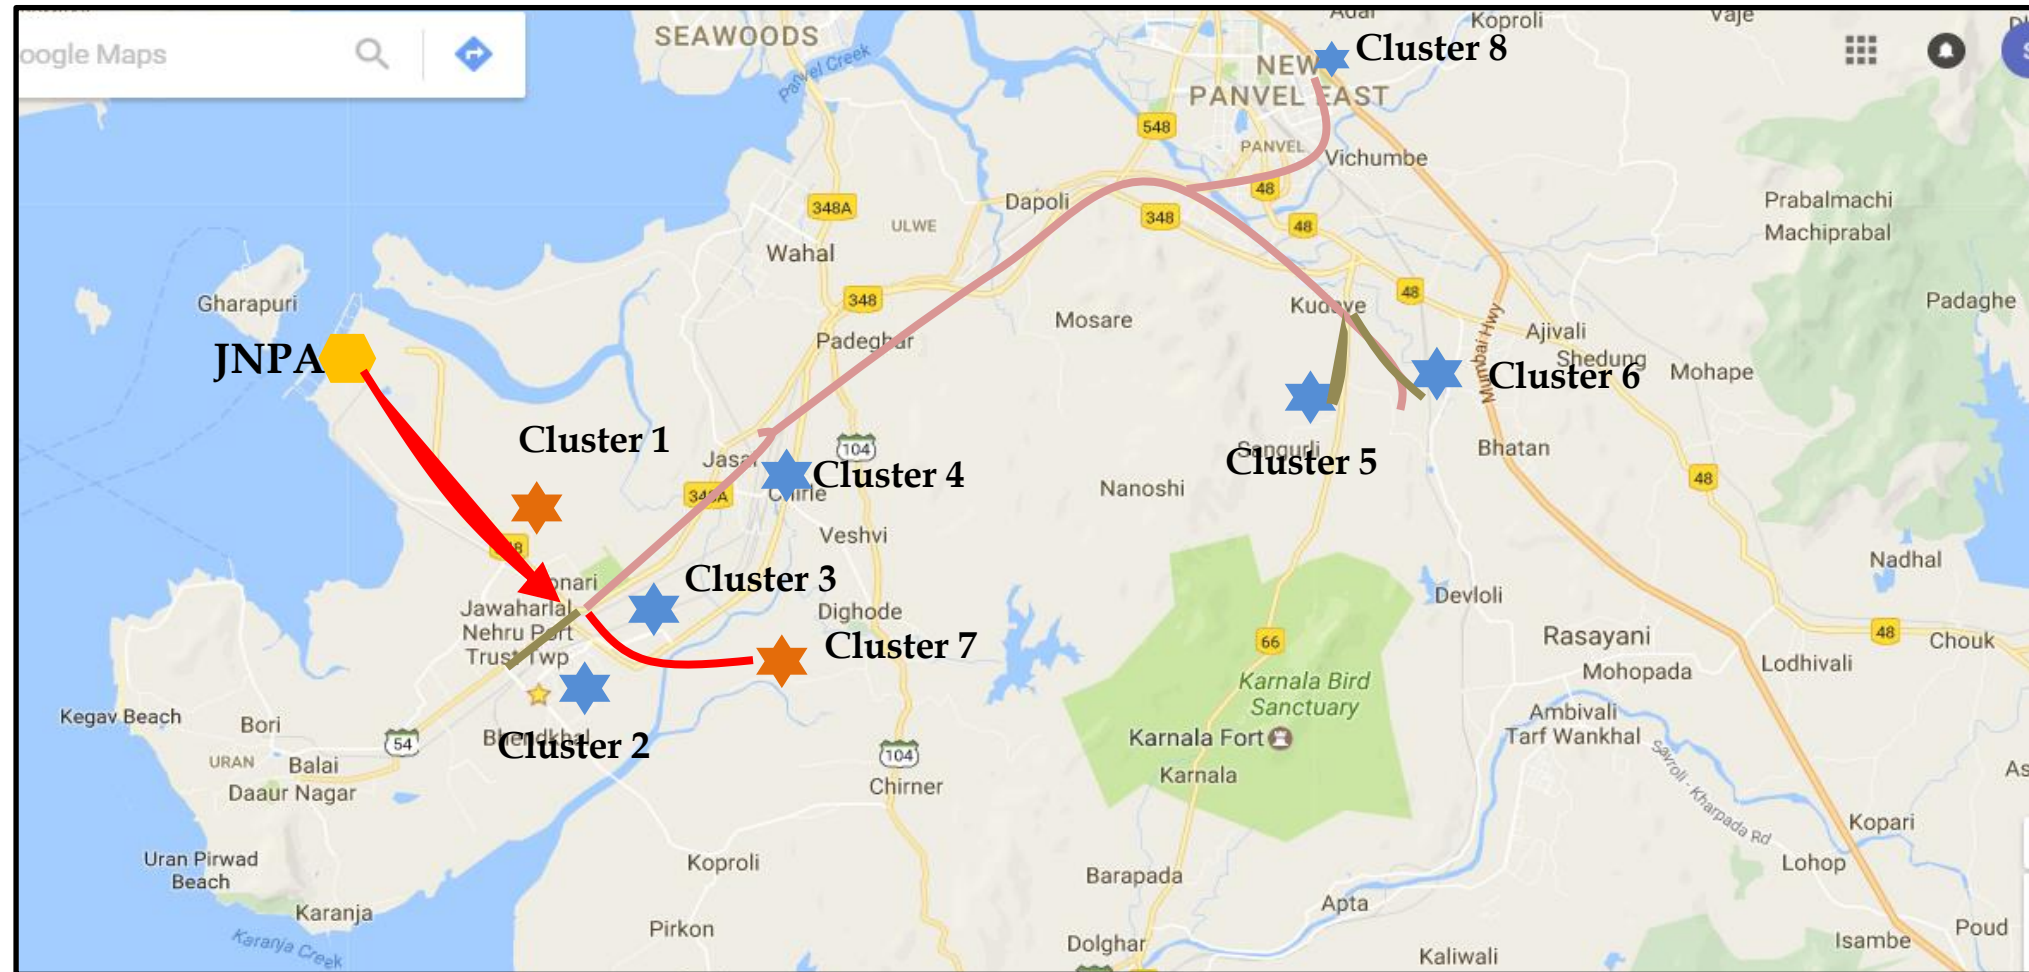 oogle Maps
SEAWOODS
Panvel Creek
Koproli
Vaje
Cluster 8
NEW
PANVEL EAST
548
PANVEL
Vichumbe
48
Dapoli
348A
348
48
ULWE
Wahal
Prabalmachi
Machiprabal
Gharapuri
348
48
Padaghe
Mosare
Ajivali
Mumbai Hwy
JNPA
Padeghar
Shedung
Mohape
Cluster 6
Cluster 1
104
Jasai
Cluster 4
Sangurli
Cluster 5
Bhatan
348A
Chirle
Nanoshi
48
Veshvi
Nadhal
Cluster 3
Jawaharlal
Nehru Port
Trust Twp
Dighode
Devloli
Cluster 7
66
Rasayani
48
Chouk
Mohopada
Lodhivali
Karnala Bird
Sanctuary
Kegav Beach
Bori
54
Cluster 2
Karnala Fort
Ambivali
Tarf Wankhal
Savroli - Kharpada Rd
URAN
Balai
104
Karnala
Daaur Nagar
Chirner
Kopari
Uran Pirwad
Beach
Koproli
Barapada
Lohop
Karanja
Apta
Karanja Creek
Pirkon
Dolghar
Kaliwali
Isambe
Poud